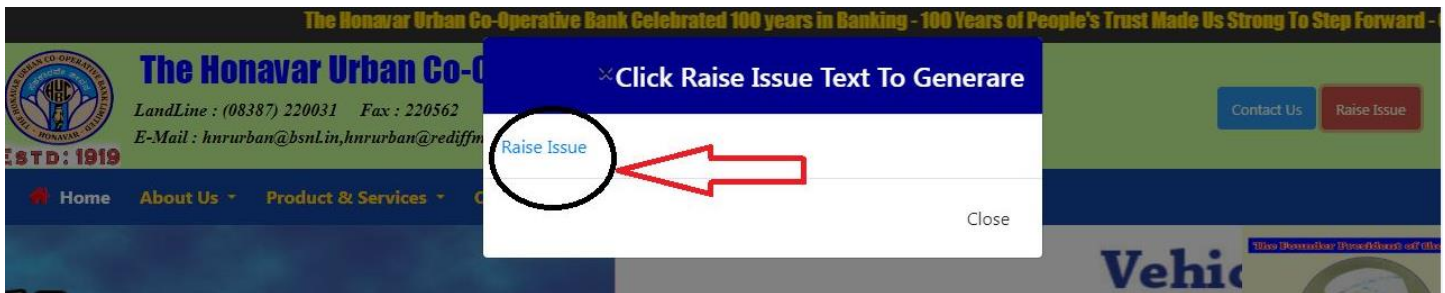 The Honavar Urban Co-Operative Bank Celebrated 100 years in Banking - 100 Years of People's Trust Made Us Strong To Step Forward -
The Honavar Urban Co-
LandLine : (08387) 220031 Fax : 220562
E-Mail : hnrurban@bsnl.in,hnrurban@rediffm
ESTD: 1919
×Click Raise Issue Text To Generare
Raise Issue
Close
Contact Us Raise Issue
Home About Us Product & Services
Vehic
The Founder President of the